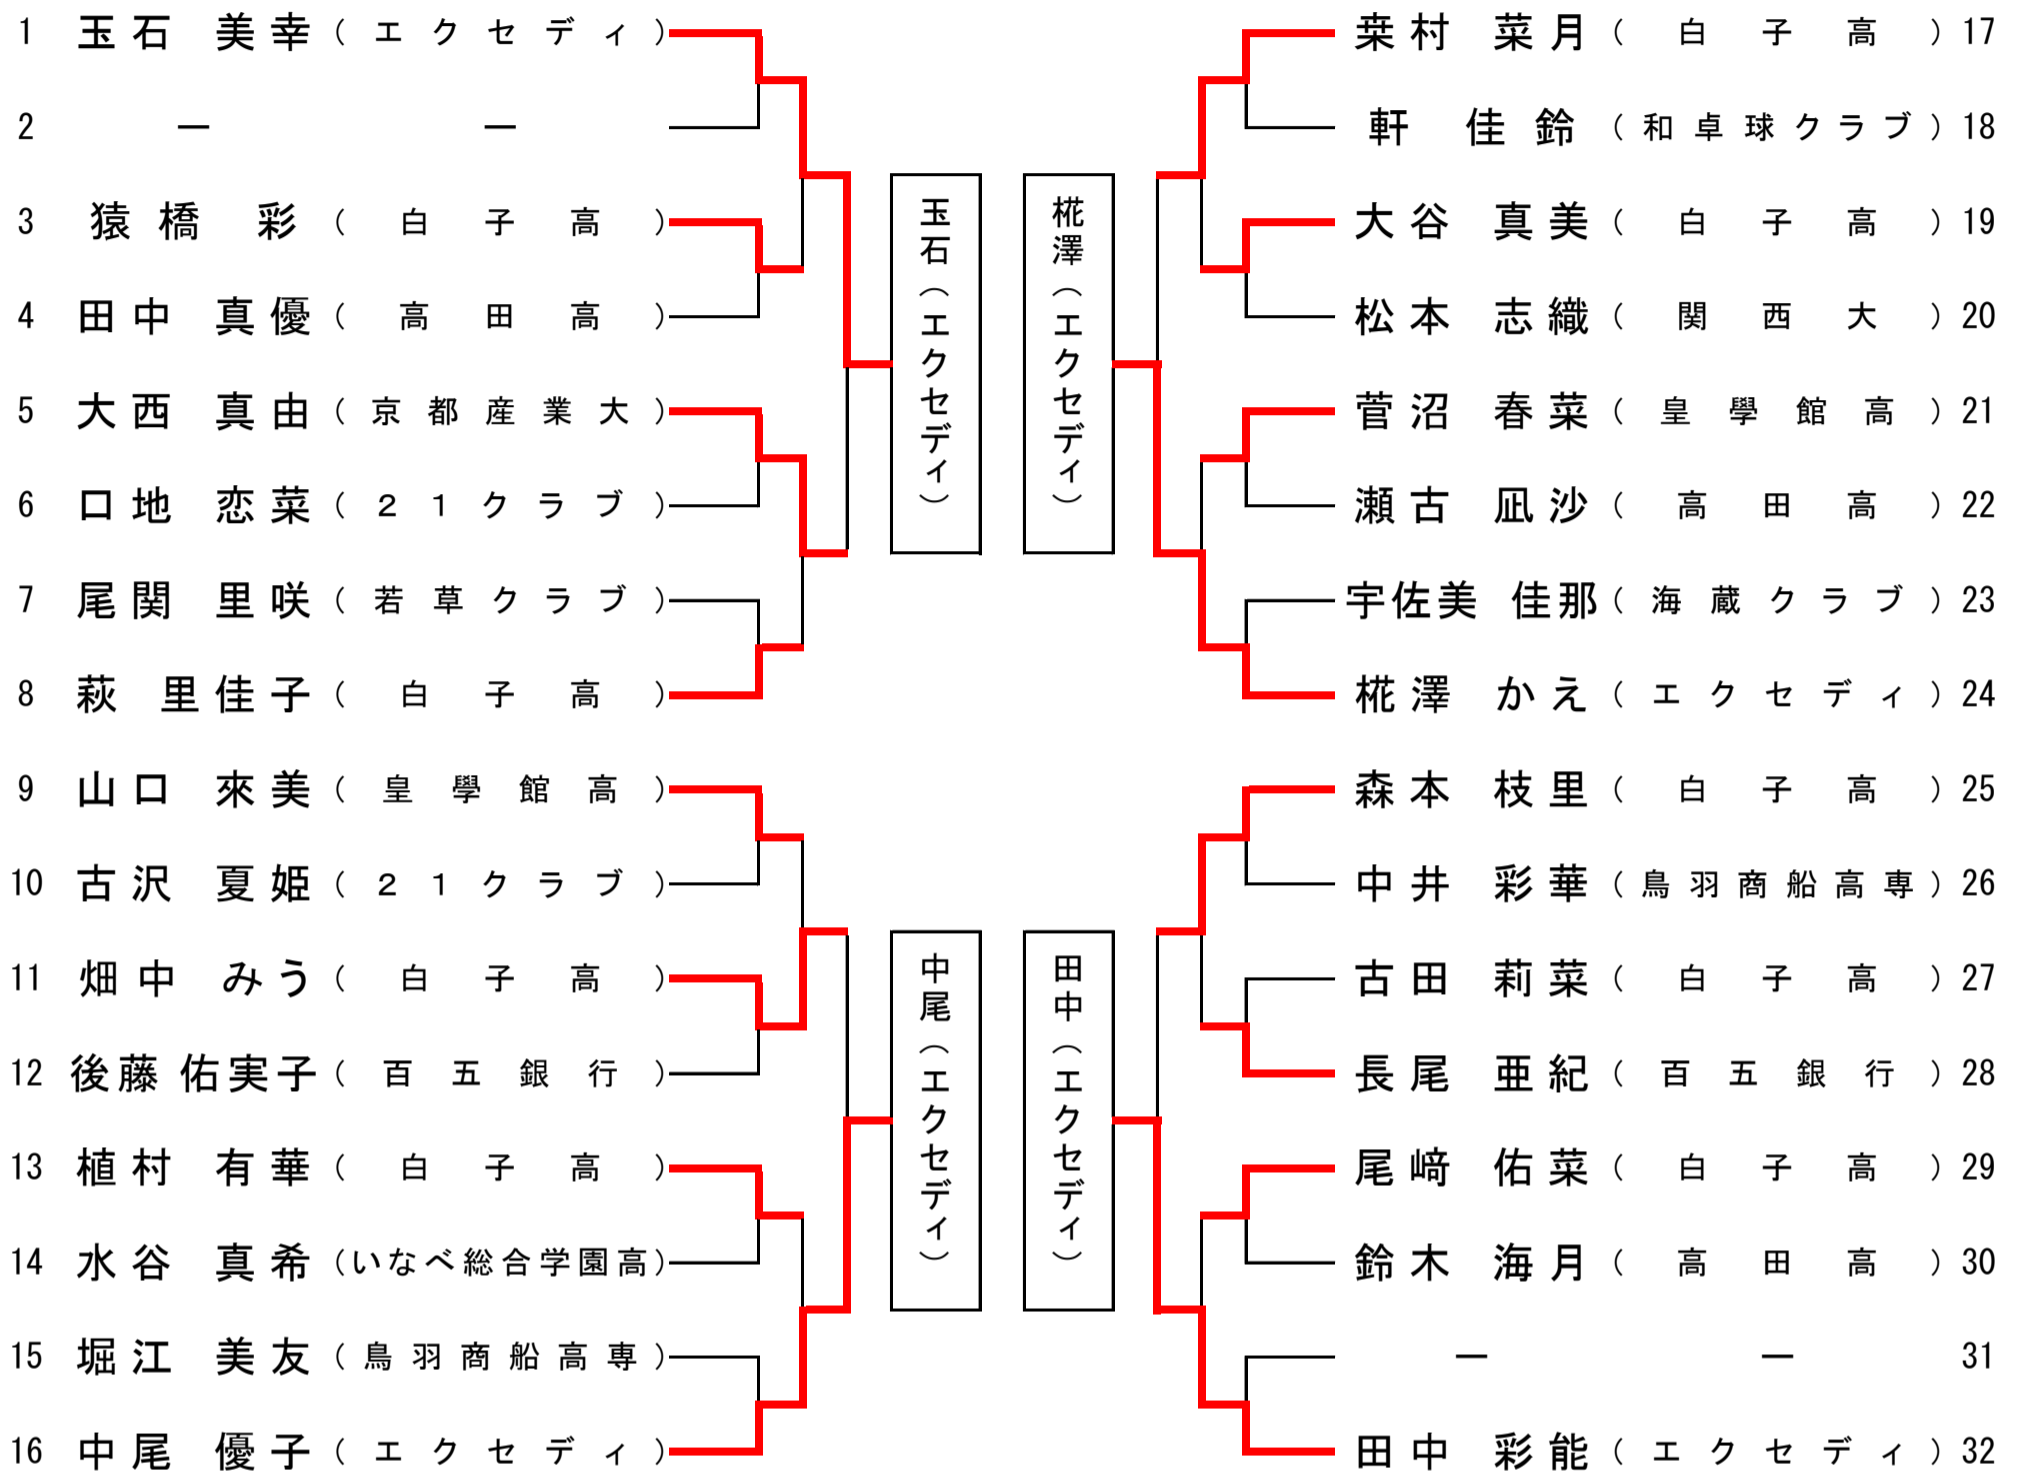 1 玉石 美幸 (エクセディ)
2 ― ―
3 猿橋 彩 (白子高)
4 田中 真優 (高田高)
5 大西 真由 (京都産業大)
6 口地 恋菜 (21クラブ)
7 尾関 里咲 (若草クラブ)
8 萩 里佳子 (白子高)
9 山口 來美 (皇學館高)
10 古沢 夏姫 (21クラブ)
11 畑中 みう (白子高)
12 後藤 佑実子 (百五銀行)
13 植村 有華 (白子高)
14 水谷 真希 (いなべ総合学園高)
15 堀江 美友 (鳥羽商船高専)
16 中尾 優子 (エクセディ)
玉石(エクセディ)
中尾(エクセディ)
椛澤(エクセディ)
田中(エクセディ)
桒村 菜月 (白子高) 17
軒 佳鈴 (和卓球クラブ) 18
大谷 真美 (白子高) 19
松本 志織 (関西大) 20
菅沼 春菜 (皇學館高) 21
瀬古 凪沙 (高田高) 22
宇佐美 佳那 (海蔵クラブ) 23
椛澤 かえ (エクセディ) 24
森本 枝里 (白子高) 25
中井 彩華 (鳥羽商船高専) 26
古田 莉菜 (白子高) 27
長尾 亜紀 (百五銀行) 28
尾﨑 佑菜 (白子高) 29
鈴木 海月 (高田高) 30
― ― 31
田中 彩能 (エクセディ) 32